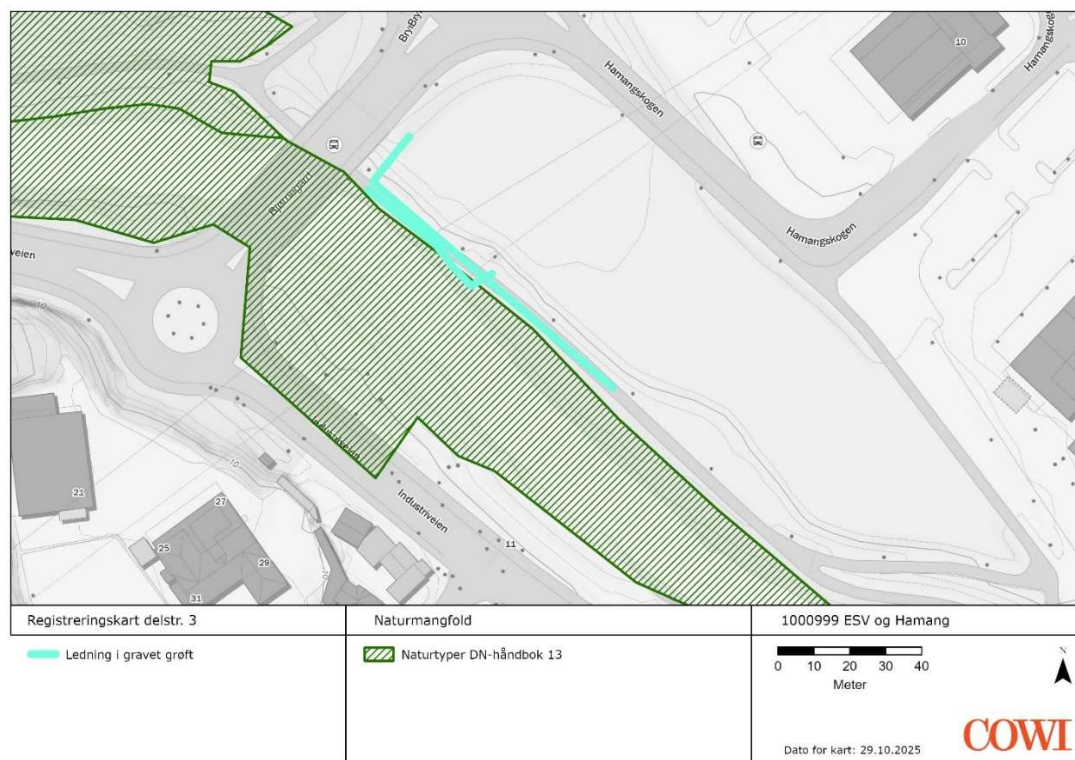 Hamangskogen
10
Hamangskogen
Hamangskogen
Bjørnegård
veien
10
Industriveien
Industriveien
10
21
27
25
29
31
11
10
Registreringskart delstr. 3
Naturmangfold
1000999 ESV og Hamang
Ledning i gravet grøft
Naturtyper DN-håndbok 13
0 10 20 30 40
Meter
N
Dato for kart: 29.10.2025
COWI